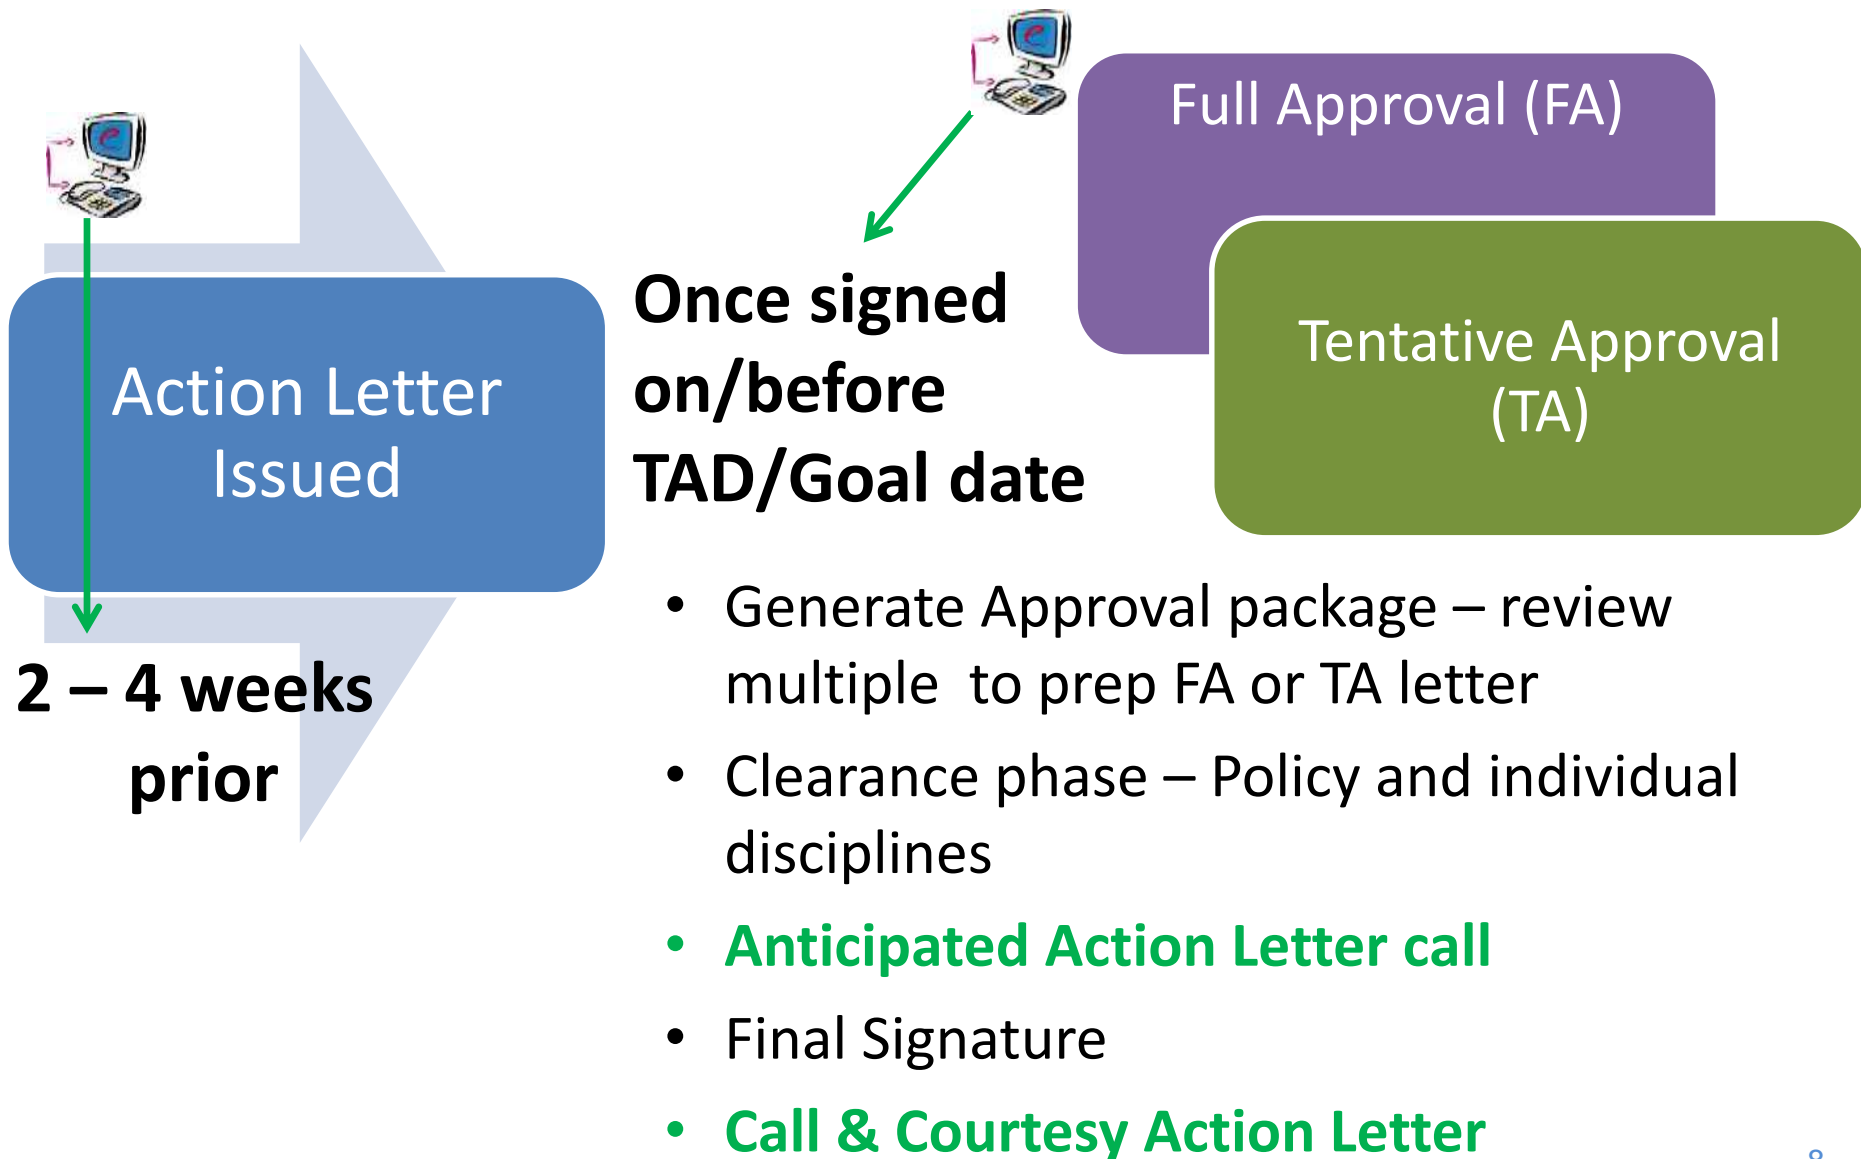 Full Approval (FA)
Tentative Approval
(TA)
Action Letter
Issued
2 – 4 weeks
prior
Once signed
on/before
TAD/Goal date
• Generate Approval package – review
multiple  to prep FA or TA letter
• Clearance phase – Policy and individual
disciplines
• Anticipated Action Letter call
• Final Signature
• Call & Courtesy Action Letter